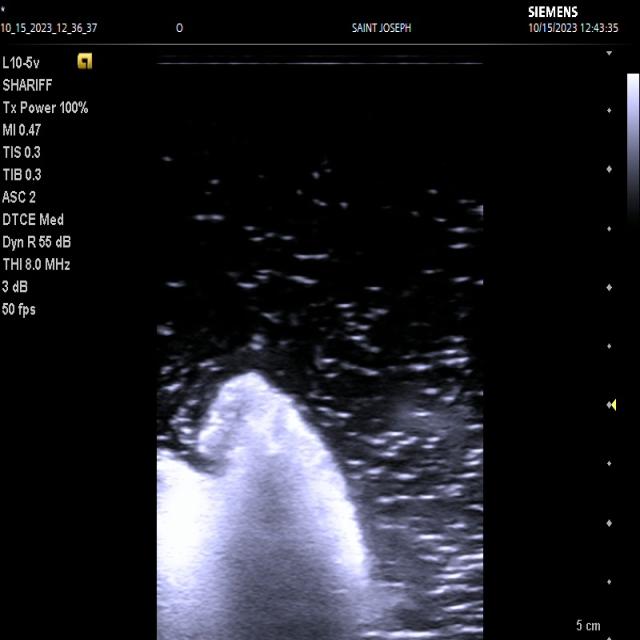 *
SIEMENS
10_15_2023_12_36_37 O SAINT JOSEPH 10/15/2023 12:43:35
L10-5v
SHARIFF
Tx Power 100%
MI 0.47
TIS 0.3
TIB 0.3
ASC 2
DTCE Med
Dyn R 55 dB
THI 8.0 MHz
3 dB
50 fps
5 cm